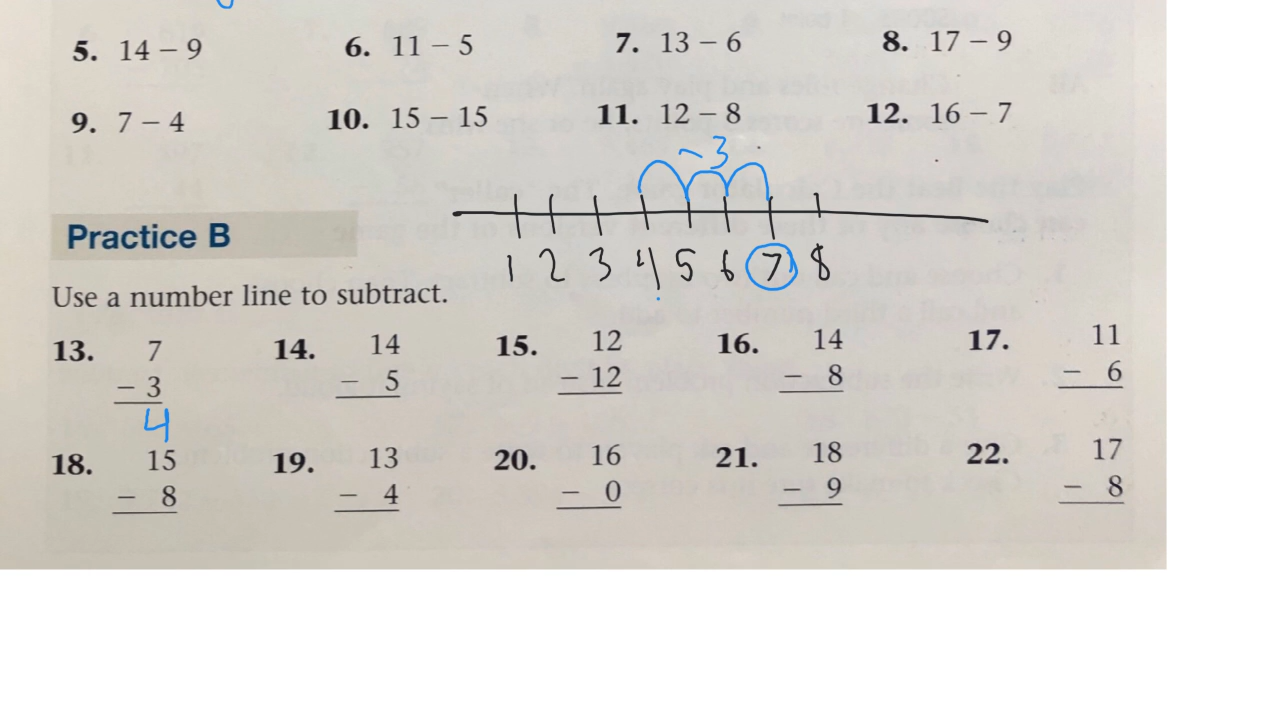 5. 14 – 9 6. 11 – 5 7. 13 – 6 8. 17 – 9
9. 7 – 4 10. 15 – 15 11. 12 – 8 12. 16 – 7
~3
Practice B
1 2 3 4 5 6 7 8
Use a number line to subtract.
13. 7 14. 14 15. 12 16. 14 17. 11
– 3 – 5 – 12 – 8 – 6
4
18. 15 19. 13 20. 16 21. 18 22. 17
– 8 – 4 – 0 – 9 – 8